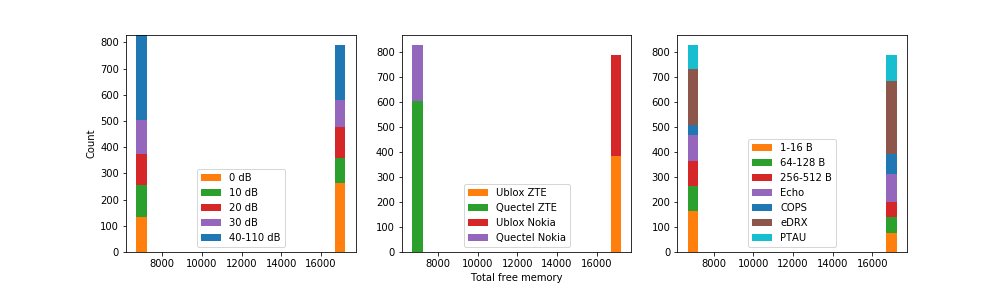 800
700
600
500
400
300
200
100
0
Count
8000 10000 12000 14000 16000
0 dB
10 dB
20 dB
30 dB
40-110 dB
800
700
600
500
400
300
200
100
0
8000 10000 12000 14000 16000
Total free memory
Ublox ZTE
Quectel ZTE
Ublox Nokia
Quectel Nokia
800
700
600
500
400
300
200
100
0
8000 10000 12000 14000 16000
1-16 B
64-128 B
256-512 B
Echo
COPS
eDRX
PTAU